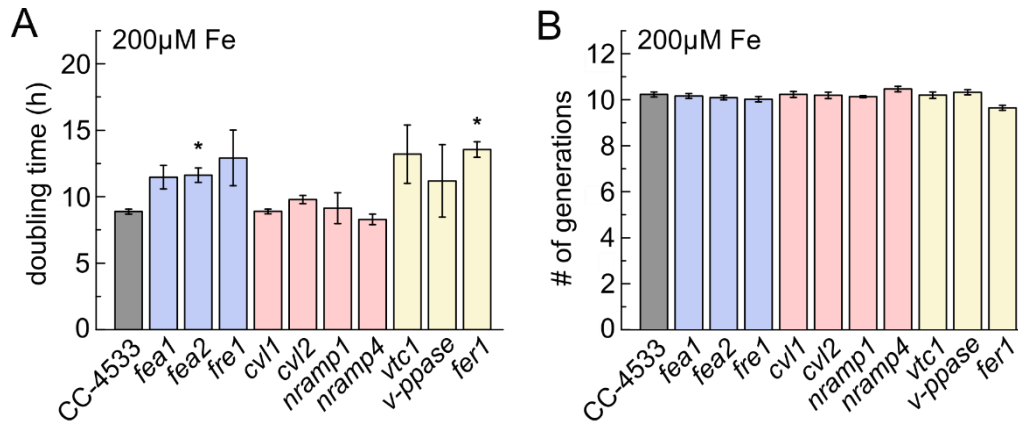 A
200µM Fe
doubling time (h)
20
15
10
5
0
*
*
CC-4533
fea1
fea2
fre1
cvl1
cvl2
nramp1
nramp4
vtc1
v-ppase
fer1
B
200µM Fe
# of generations
12
10
8
6
4
2
0
CC-4533
fea1
fea2
fre1
cvl1
cvl2
nramp1
nramp4
vtc1
v-ppase
fer1